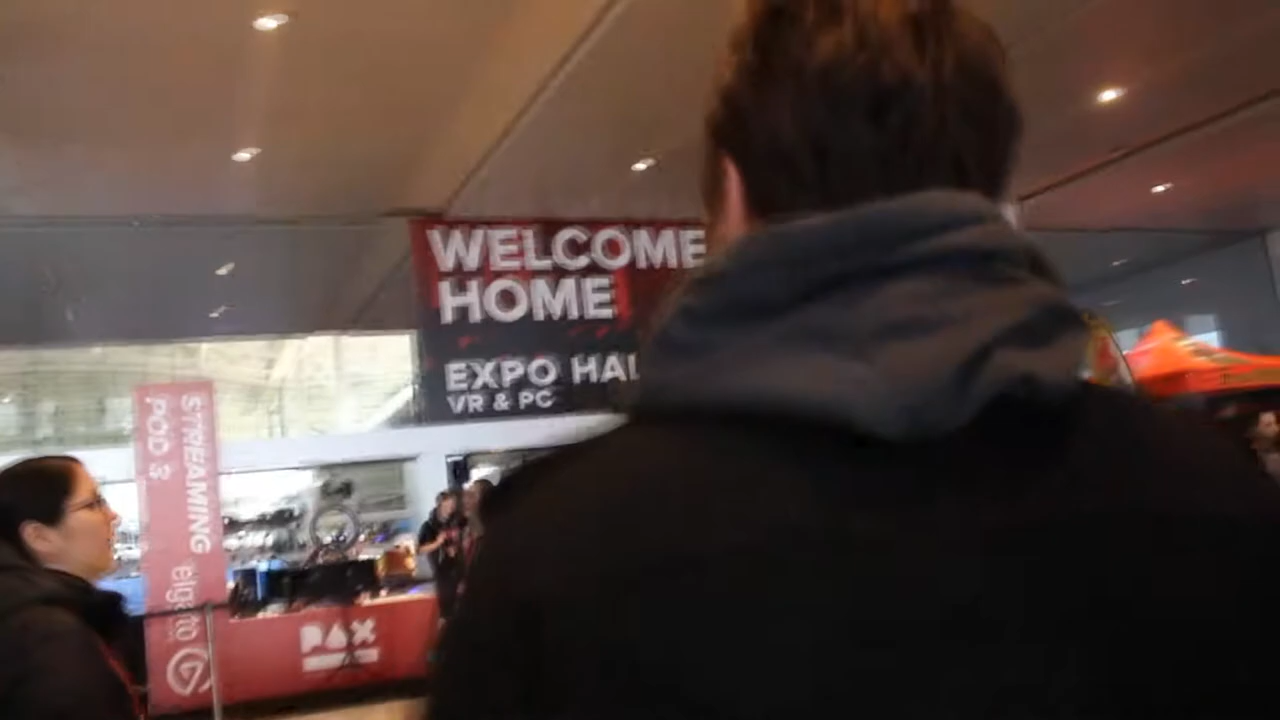 WELCOME
HOME
EXPO HAL
VR & PC
STREAMING
POD 3
elgato
PAX